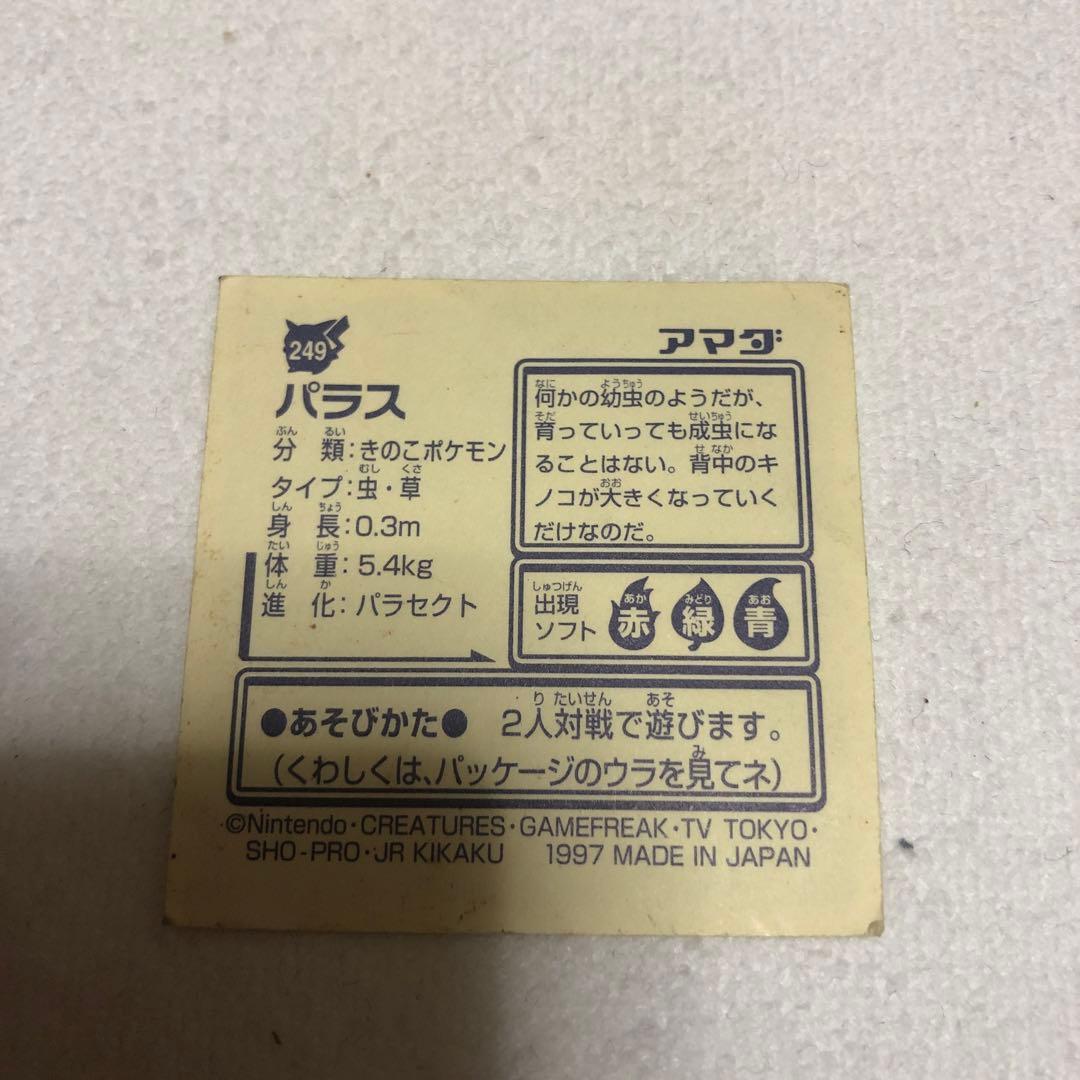 249
パラス
分類：きのこポケモン
タイプ：虫・草
身長：0.3m
体重：5.4kg
進化：パラセクト
アマダ
何かの幼虫のようだが、
育っていっても成虫にな
ることはない。背中のキ
ノコが大きくなっていく
だけなのだ。
出現
ソフト
赤 緑 青
●あそびかた● 2人対戦で遊びます。
(くわしくは、パッケージのウラを見てネ)
©Nintendo・CREATURES・GAMEFREAK・TV TOKYO・
SHO-PRO・JR KIKAKU 1997 MADE IN JAPAN